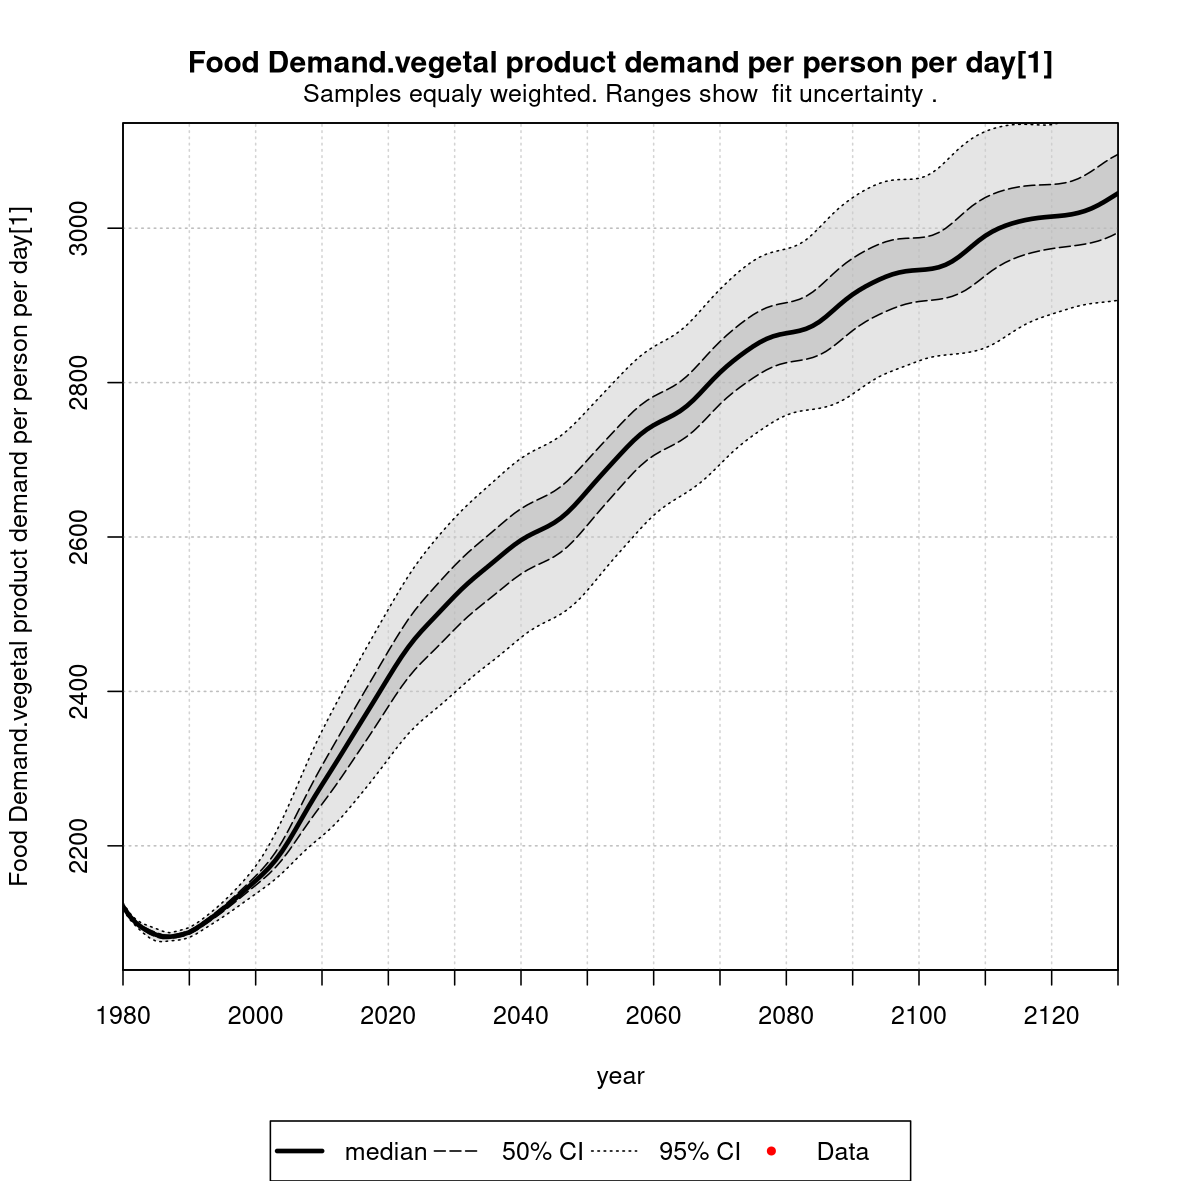 Food Demand.vegetal product demand per person per day[1]
Samples equaly weighted. Ranges show  fit uncertainty .
Food Demand.vegetal product demand per person per day[1]
3000
2800
2600
2400
2200
1980 2000 2020 2040 2060 2080 2100 2120
year
median 50% CI 95% CI Data